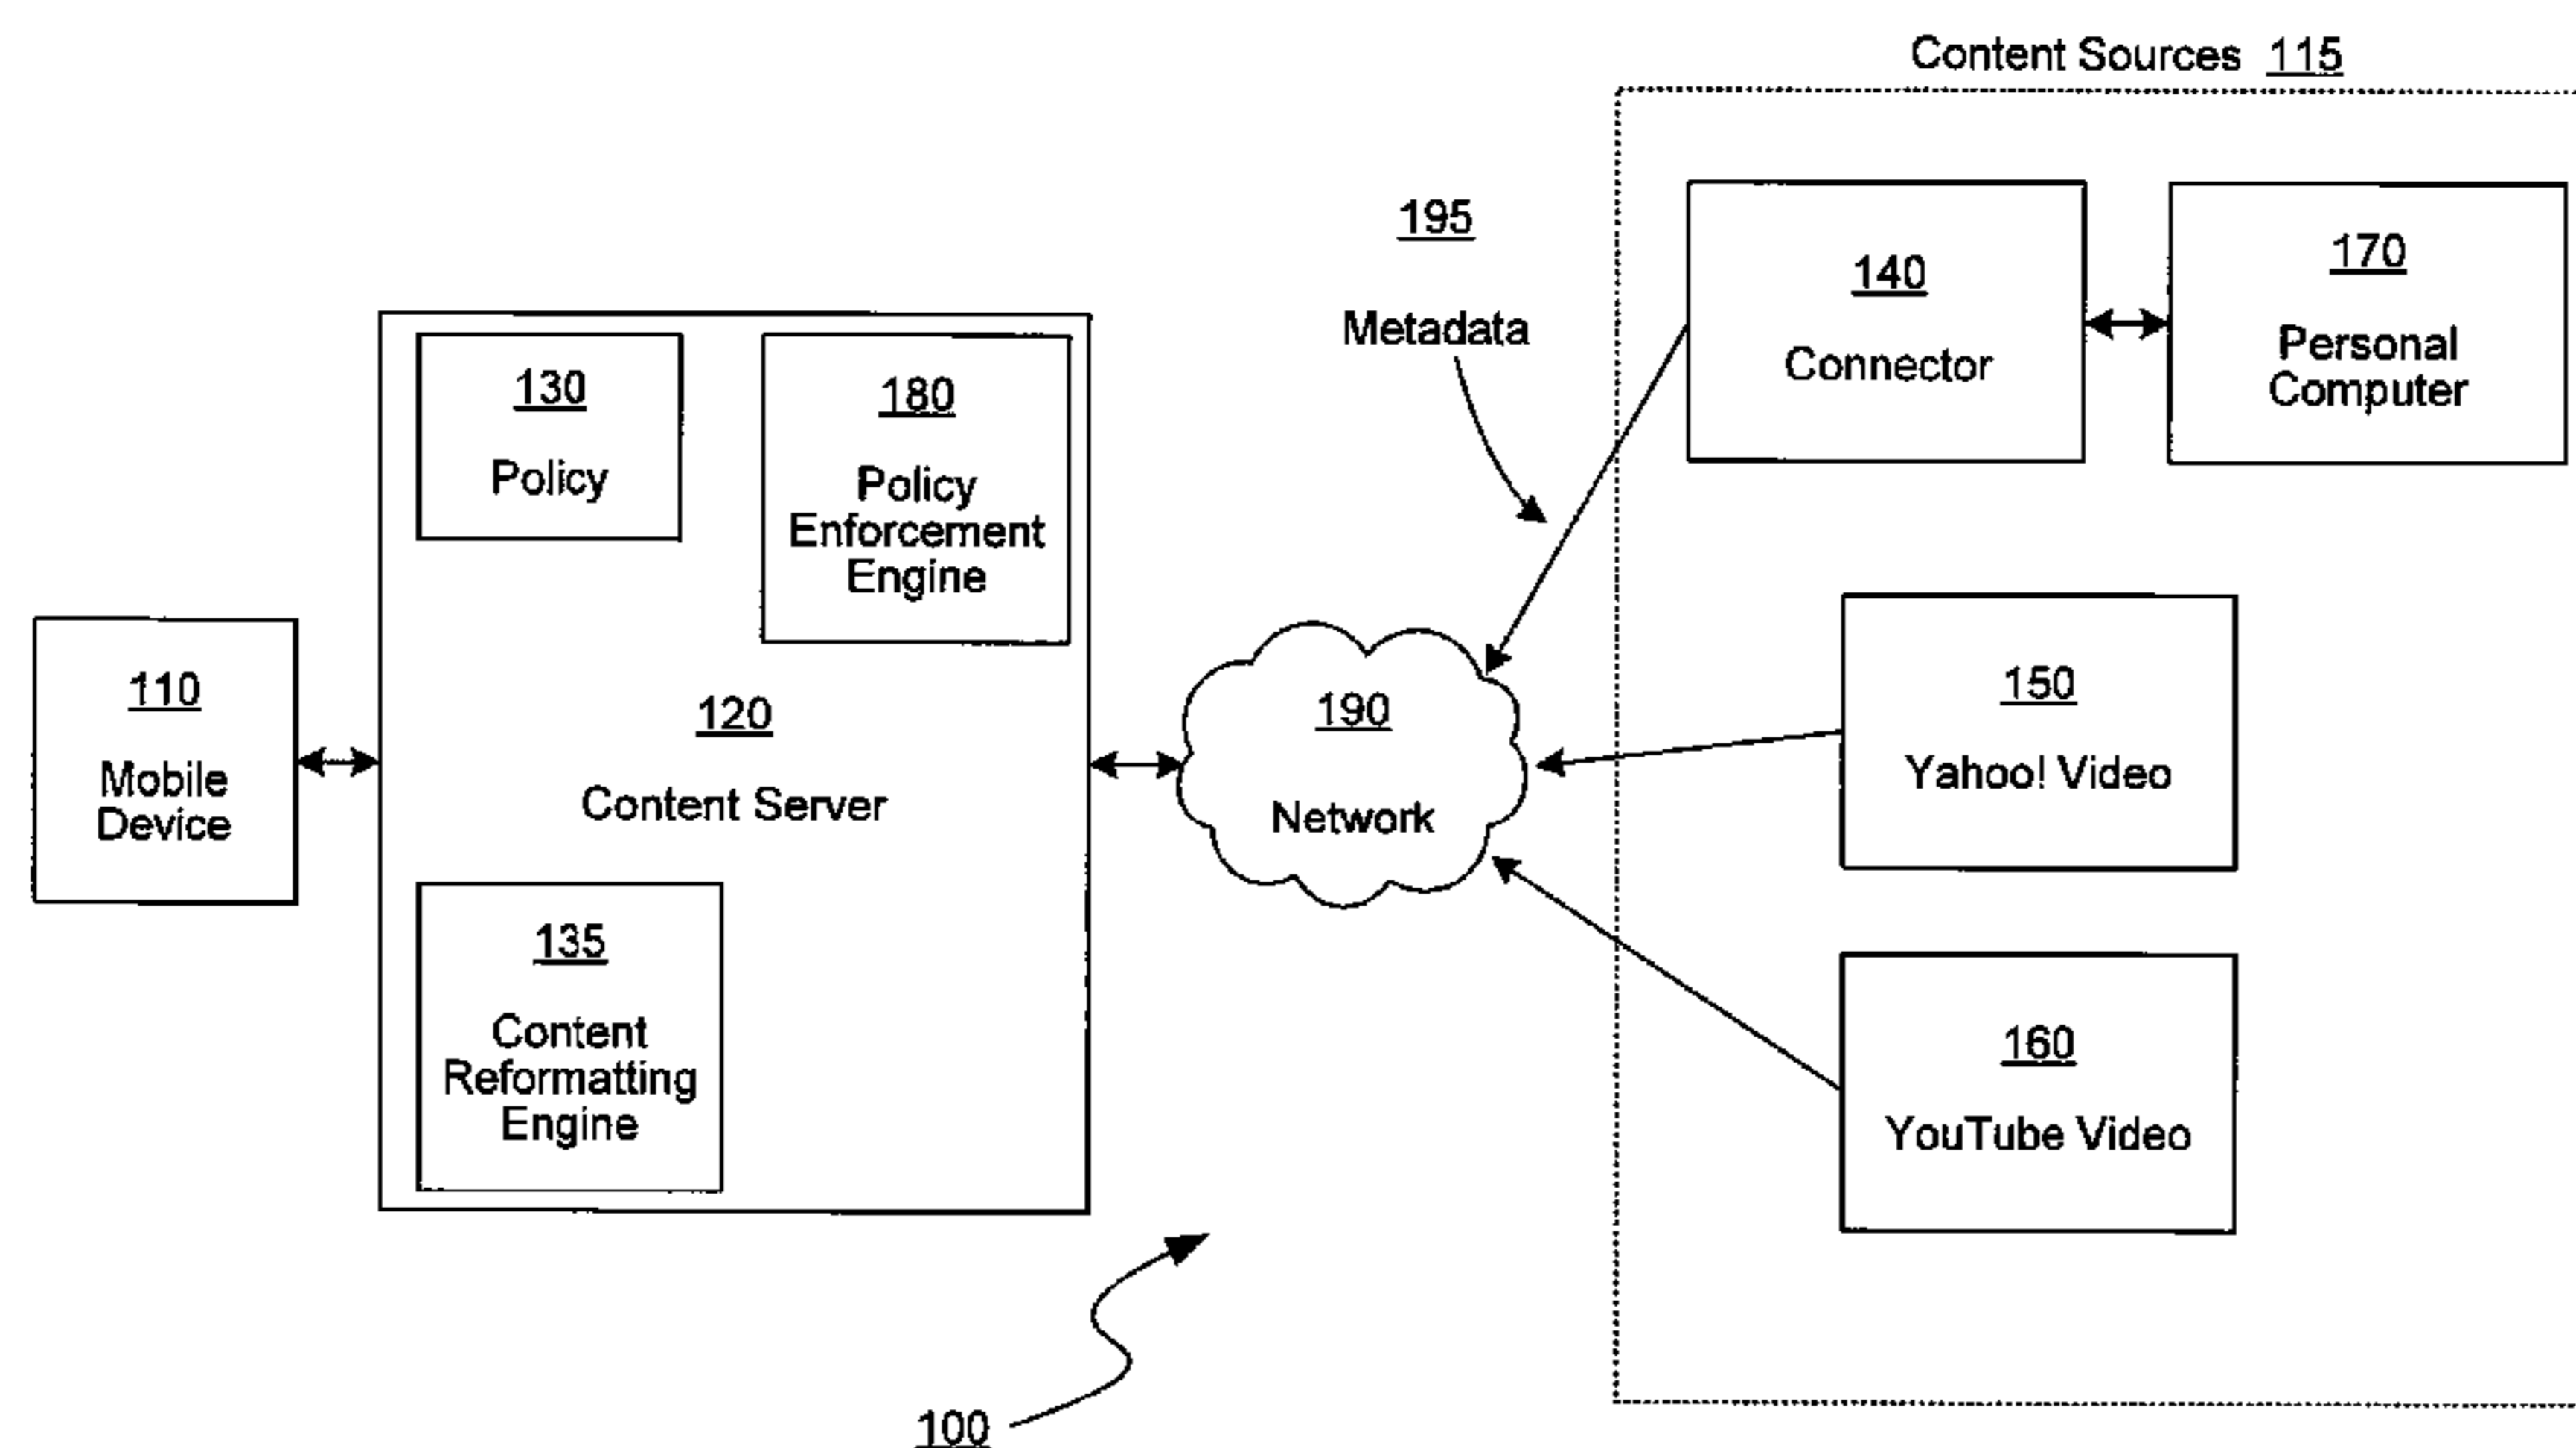 Content Sources 115
195
Metadata
140
Connector
170
Personal
Computer
130
Policy
180
Policy
Enforcement
Engine
110
Mobile
Device
120
Content Server
190
Network
150
Yahoo! Video
135
Content
Reformatting
Engine
160
YouTube Video
100